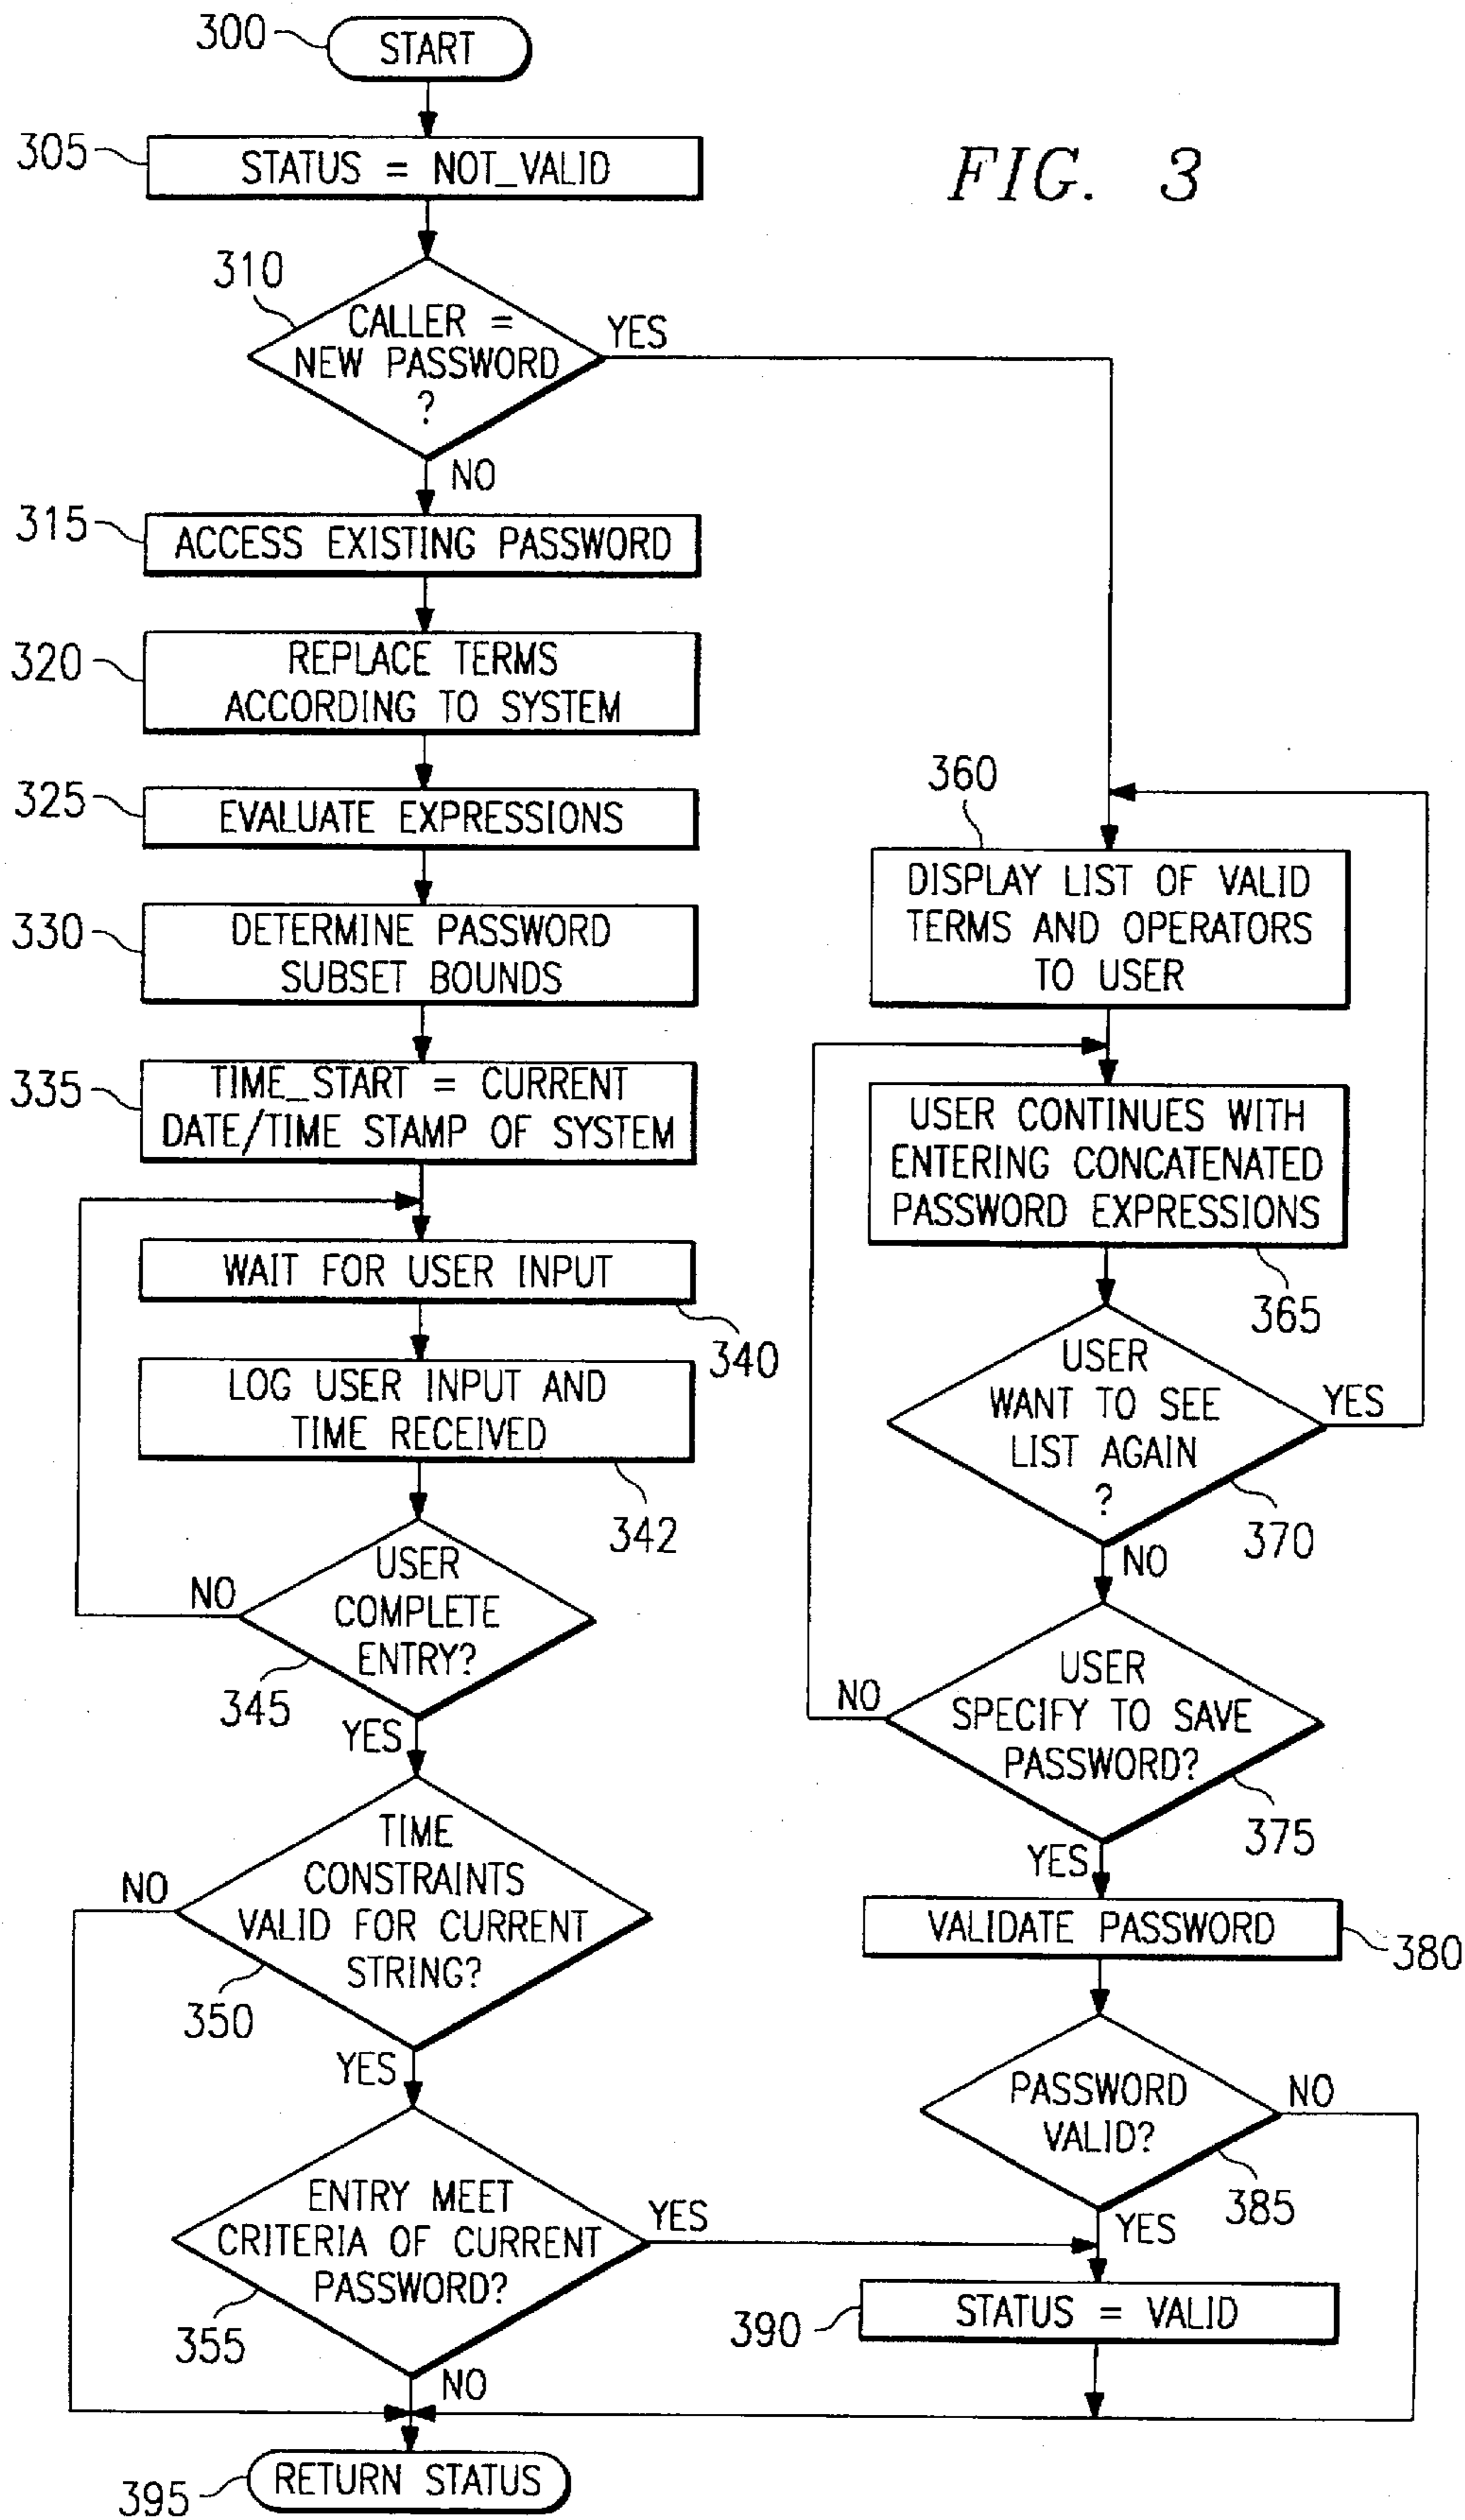 FIG. 3
300
START
305
STATUS = NOT_VALID
310
CALLER =
NEW PASSWORD
?
YES
NO
315
ACCESS EXISTING PASSWORD
320
REPLACE TERMS
ACCORDING TO SYSTEM
325
EVALUATE EXPRESSIONS
330
DETERMINE PASSWORD
SUBSET BOUNDS
335
TIME_START = CURRENT
DATE/TIME STAMP OF SYSTEM
WAIT FOR USER INPUT
340
LOG USER INPUT AND
TIME RECEIVED
342
USER
COMPLETE
ENTRY?
NO
345
YES
TIME
CONSTRAINTS
VALID FOR CURRENT
STRING?
NO
350
YES
ENTRY MEET
CRITERIA OF CURRENT
PASSWORD?
YES
355
NO
360
DISPLAY LIST OF VALID
TERMS AND OPERATORS
TO USER
USER CONTINUES WITH
ENTERING CONCATENATED
PASSWORD EXPRESSIONS
365
USER
WANT TO SEE
LIST AGAIN
?
YES
370
NO
USER
SPECIFY TO SAVE
PASSWORD?
NO
375
YES
VALIDATE PASSWORD
380
PASSWORD
VALID?
NO
385
YES
390
STATUS = VALID
395
RETURN STATUS